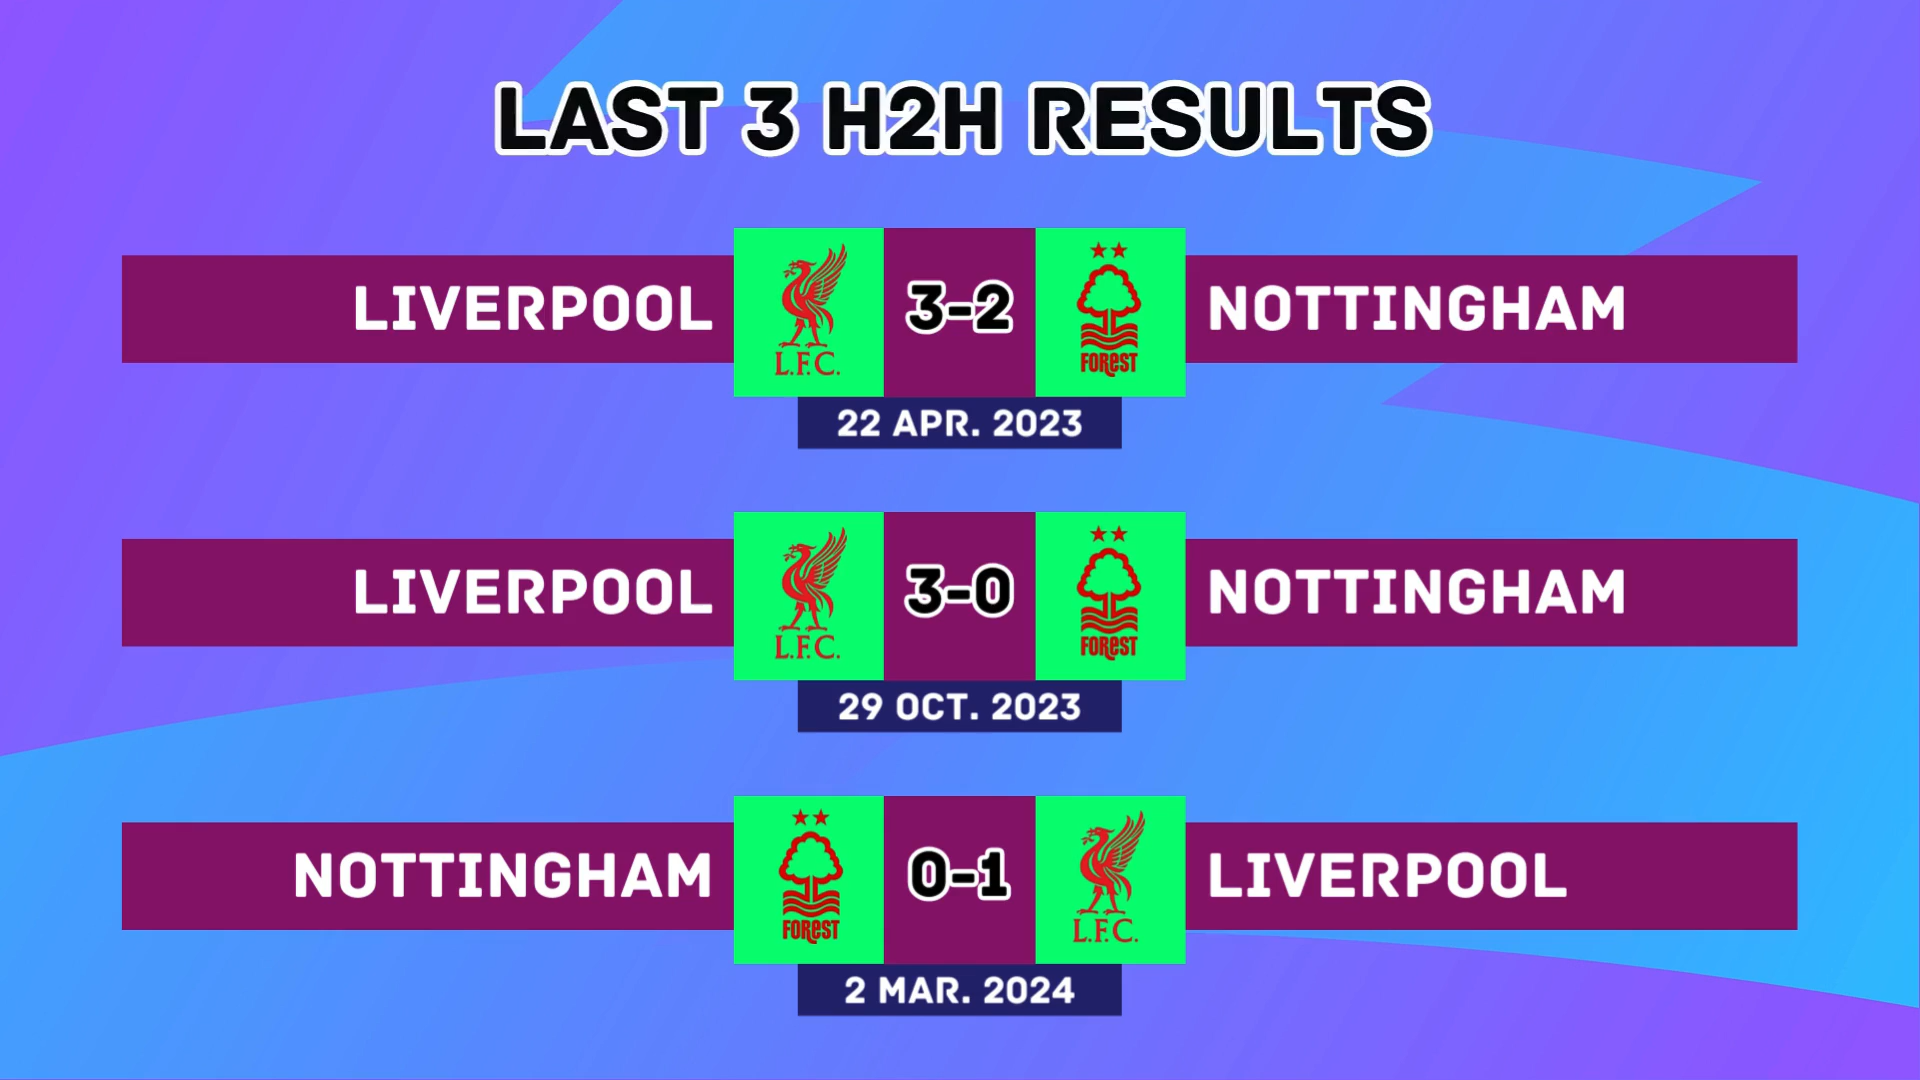 LAST 3 H2H RESULTS
LIVERPOOL L.F.C. 3-2 FOREST NOTTINGHAM
22 APR. 2023
LIVERPOOL L.F.C. 3-0 FOREST NOTTINGHAM
29 OCT. 2023
NOTTINGHAM FOREST 0-1 L.F.C. LIVERPOOL
2 MAR. 2024